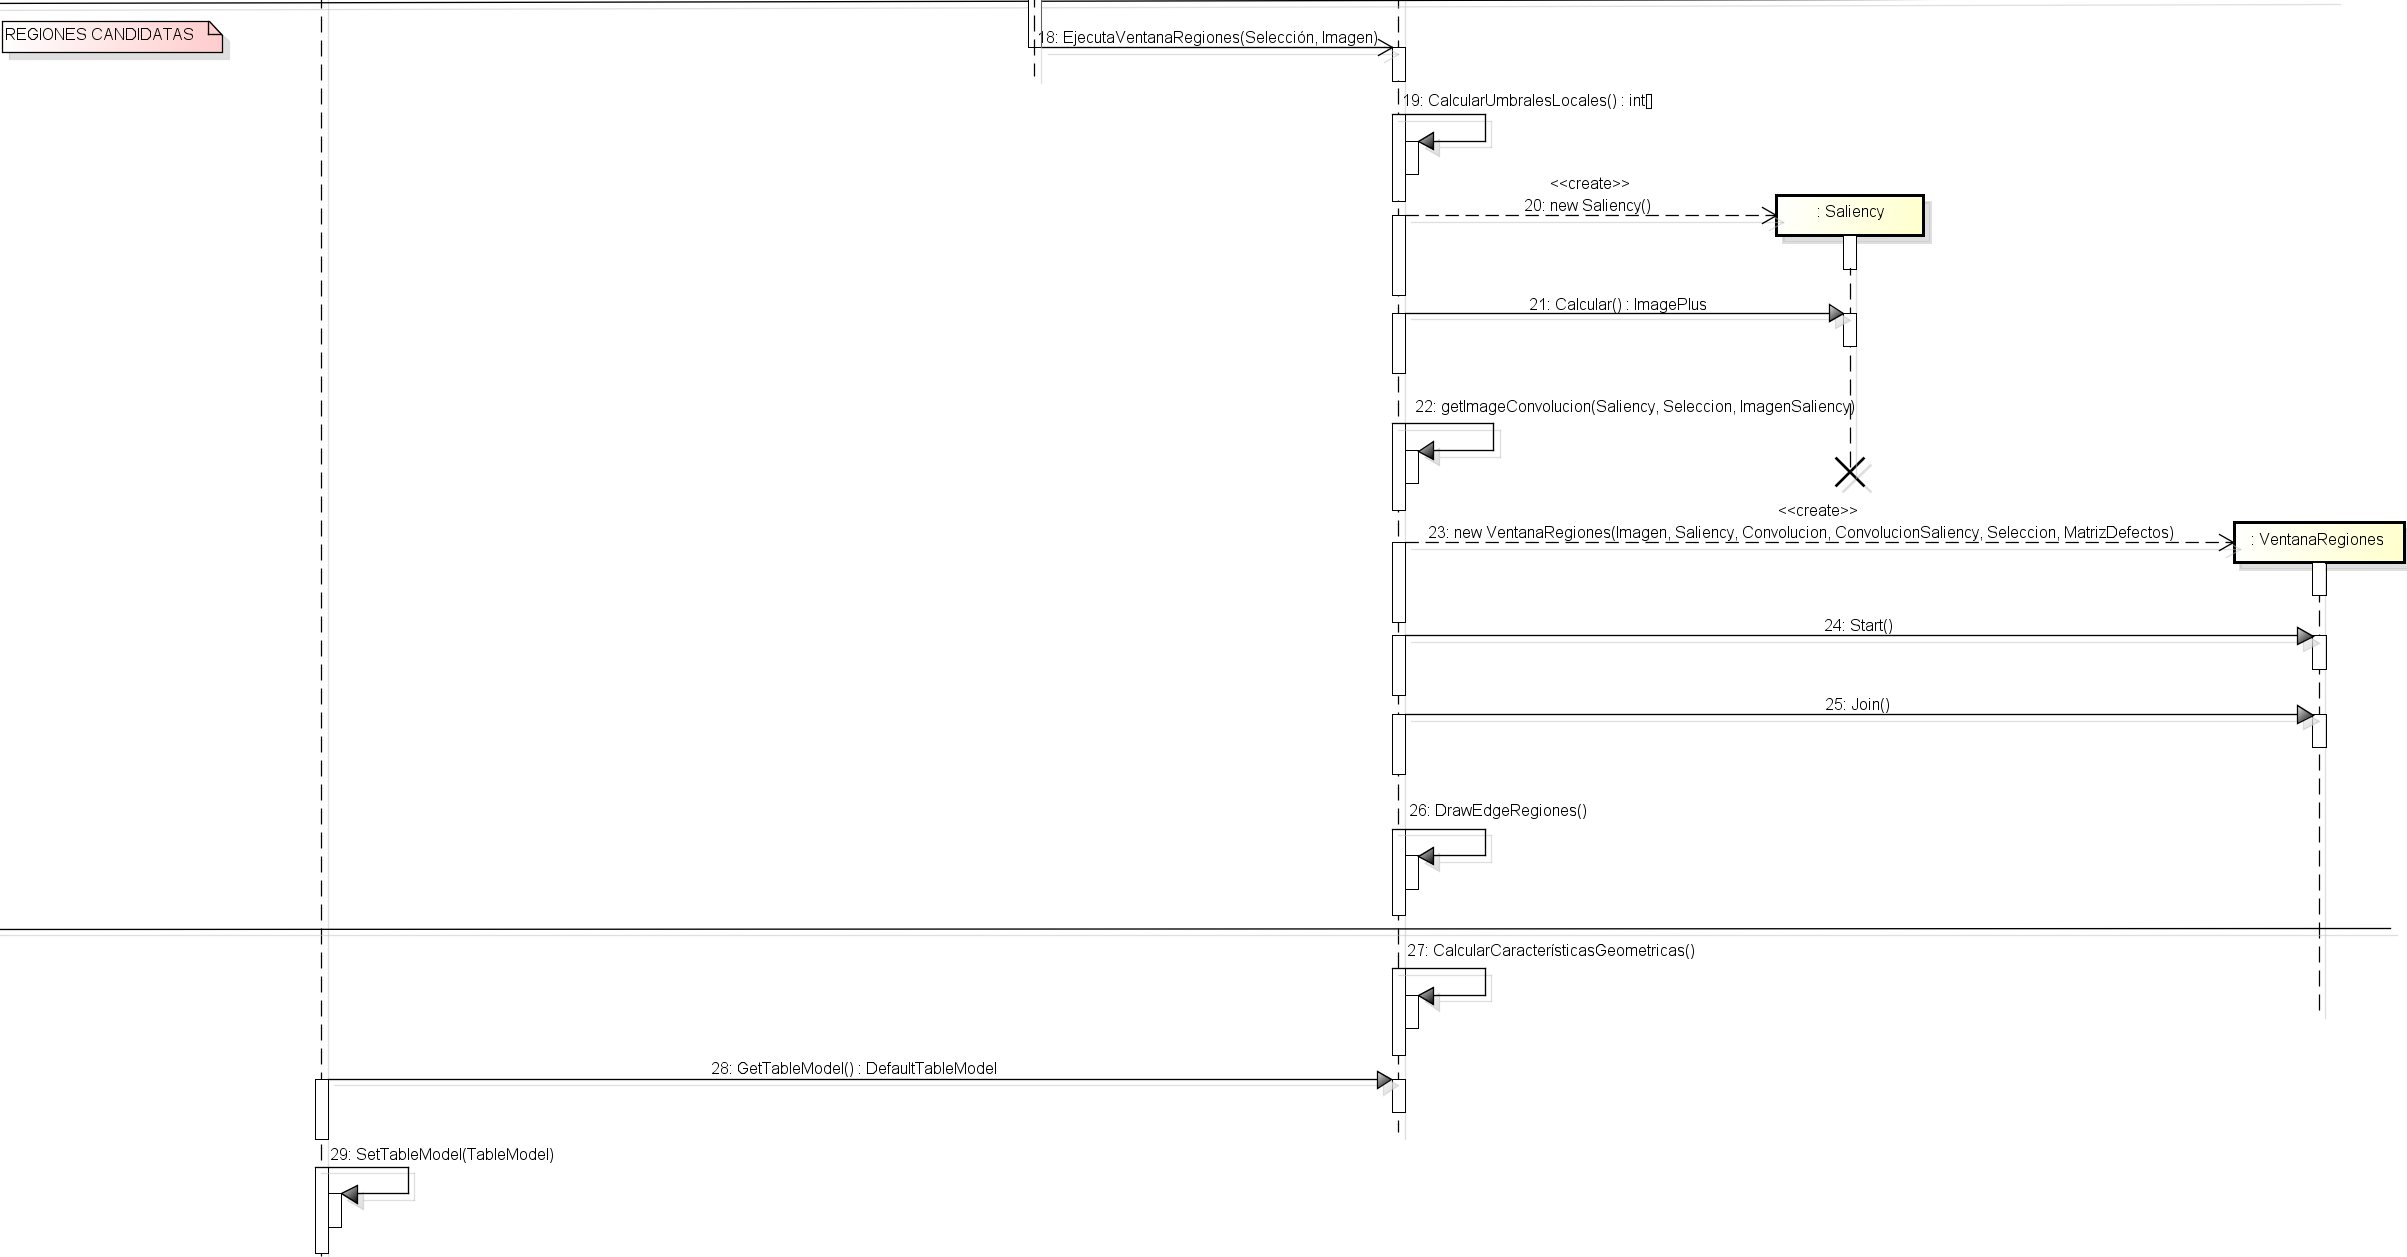 REGIONES CANDIDATAS
18: EjecutaVentanaRegiones(Selección, Imagen)
19: CalcularUmbralesLocales() : int[]
<<create>>
20: new Saliency()
: Saliency
21: Calcular() : ImagePlus
22: getImageConvolucion(Saliency, Seleccion, ImagenSaliency)
<<create>>
23: new VentanaRegiones(Imagen, Saliency, Convolucion, ConvolucionSaliency, Seleccion, MatrizDefectos)
: VentanaRegiones
24: Start()
25: Join()
26: DrawEdgeRegiones()
27: CalcularCaracterísticasGeometricas()
28: GetTableModel() : DefaultTableModel
29: SetTableModel(TableModel)